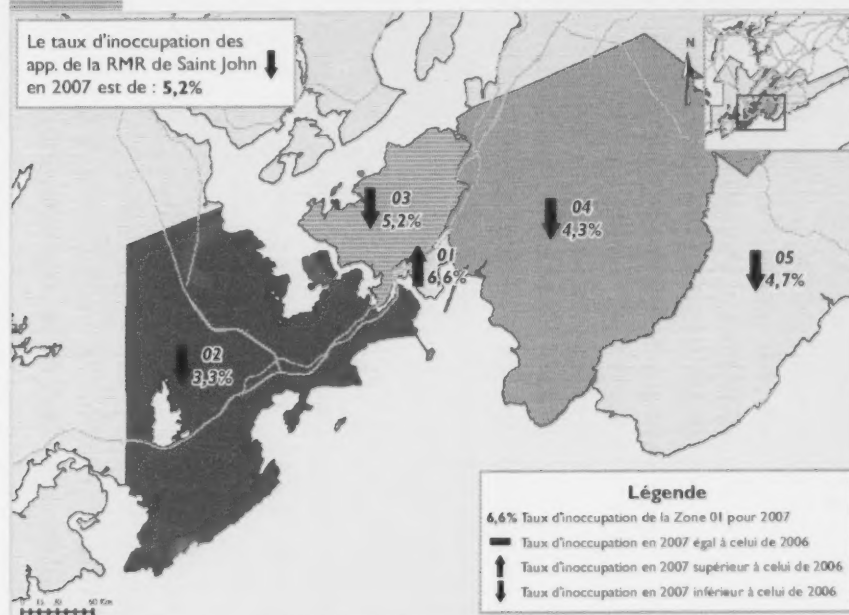 Le taux d'inoccupation des
app. de la RMR de Saint John
en 2007 est de : 5,2%
N
03
5,2%
04
4,3%
01
6,6%
05
4,7%
02
3,3%
Légende
6,6% Taux d'inoccupation de la Zone 01 pour 2007
Taux d'inoccupation en 2007 égal à celui de 2006
Taux d'inoccupation en 2007 supérieur à celui de 2006
Taux d'inoccupation en 2007 inférieur à celui de 2006